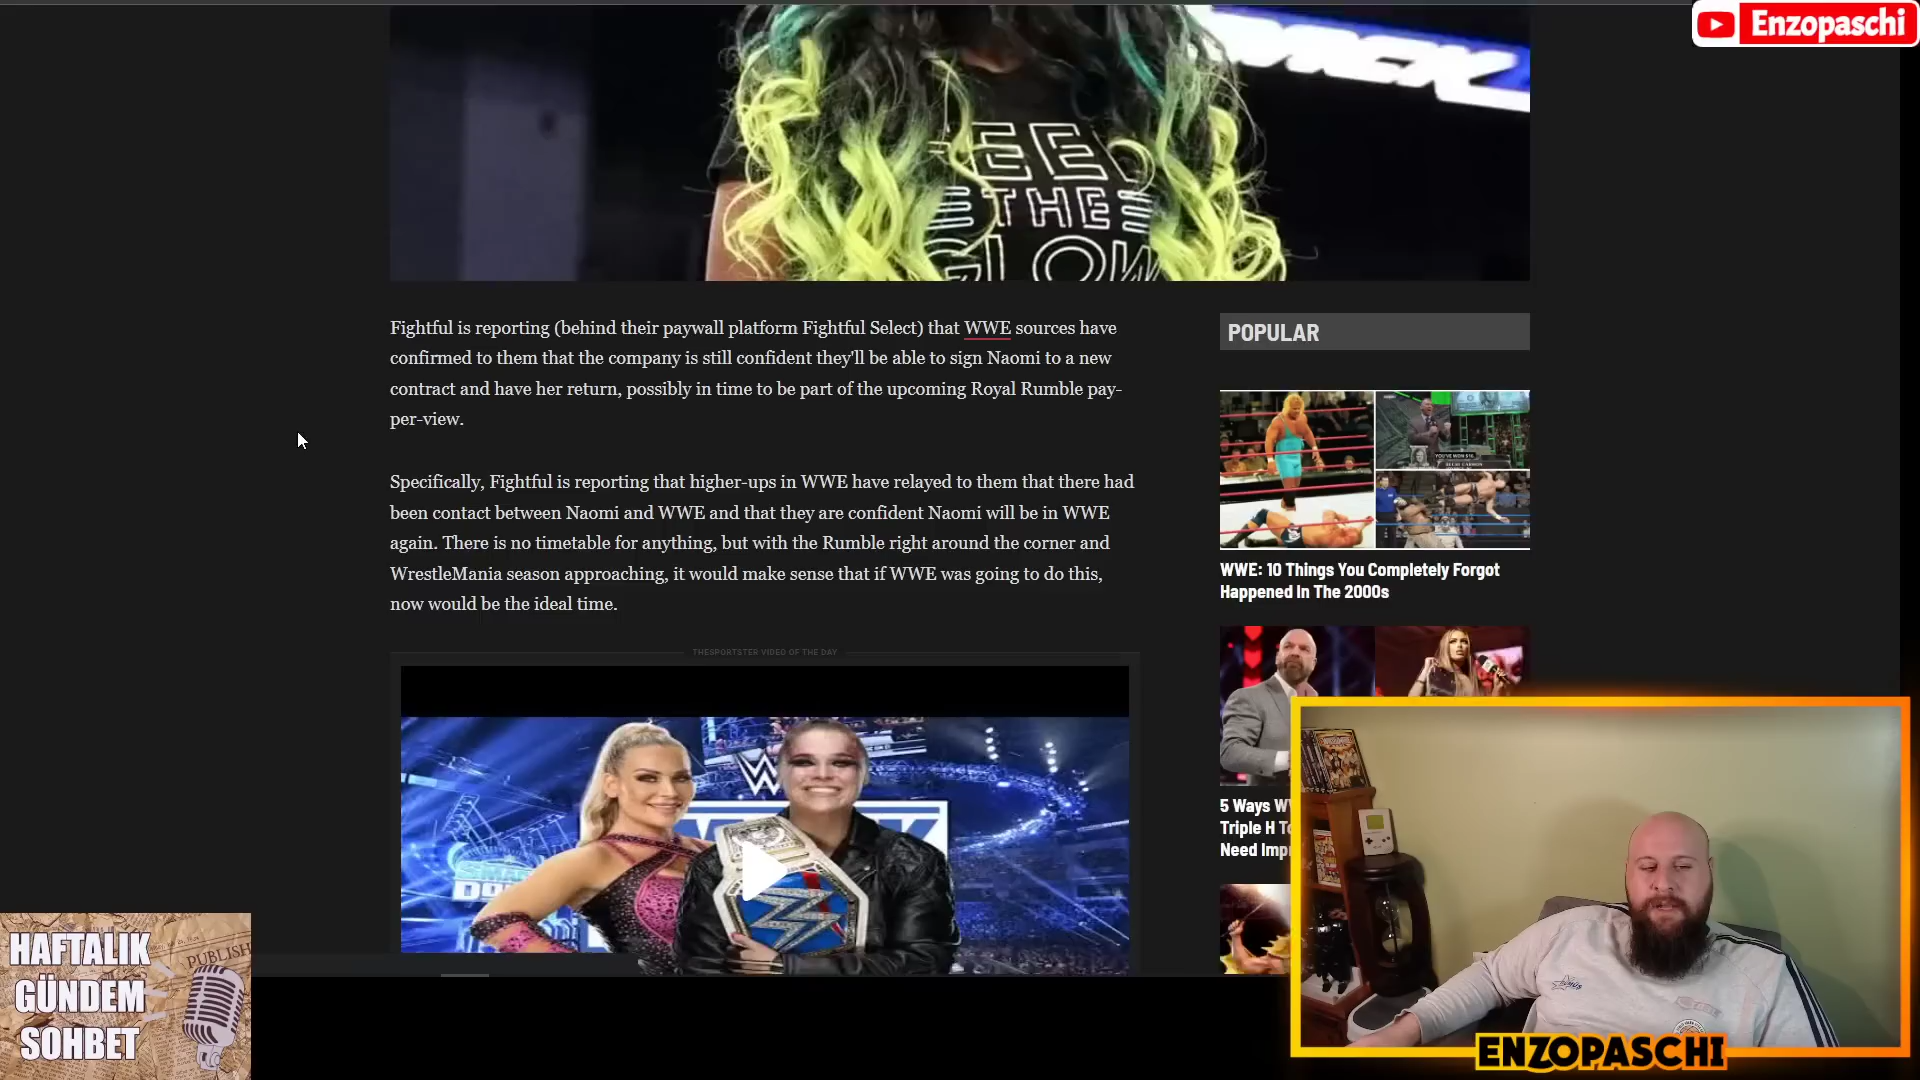 Enzopaschi
THE
GLOW
Fightful is reporting (behind their paywall platform Fightful Select) that WWE sources have
confirmed to them that the company is still confident they'll be able to sign Naomi to a new
contract and have her return, possibly in time to be part of the upcoming Royal Rumble pay-
per-view.
Specifically, Fightful is reporting that higher-ups in WWE have relayed to them that there had
been contact between Naomi and WWE and that they are confident Naomi will be in WWE
again. There is no timetable for anything, but with the Rumble right around the corner and
WrestleMania season approaching, it would make sense that if WWE was going to do this,
now would be the ideal time.
THESPORTSTER VIDEO OF THE DAY
POPULAR
WWE: 10 Things You Completely Forgot
Happened In The 2000s
5 Ways
Triple H
Need
HAFTALIK
GÜNDEM
SOHBET
PUBLISH
ENZOPASCHI